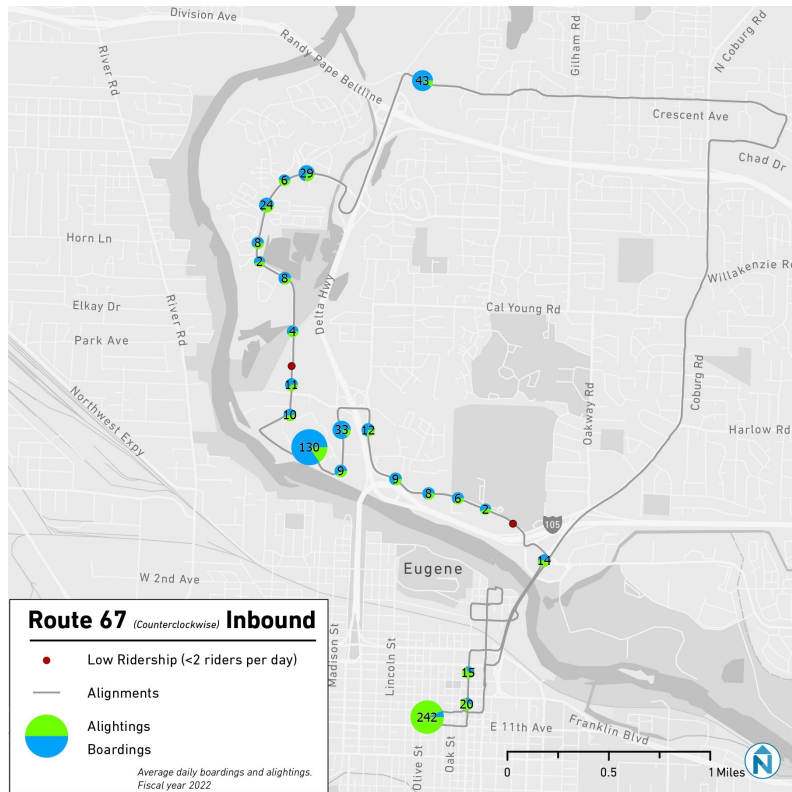 Division Ave
Randy Pape Beltline
River Rd
Gilham Rd
N Coburg Rd
43
Crescent Ave
Chad Dr
29
6
24
Horn Ln
8
2
8
Willakenzie Rd
Elkay Dr
River Rd
Delta Hwy
Cal Young Rd
4
Park Ave
11
Coburg Rd
Northwest Expy
10
Oakway Rd
33
12
Harlow Rd
130
9
9
8
6
2
105
14
Eugene
W 2nd Ave
Madison St
Lincoln St
15
20
242
E 11th Ave
Franklin Blvd
Olive St
Oak St
Route 67 (Counterclockwise) Inbound
Low Ridership (<2 riders per day)
Alignments
Alightings
Boardings
Average daily boardings and alightings.
Fiscal year 2022
0 0.5 1 Miles
N